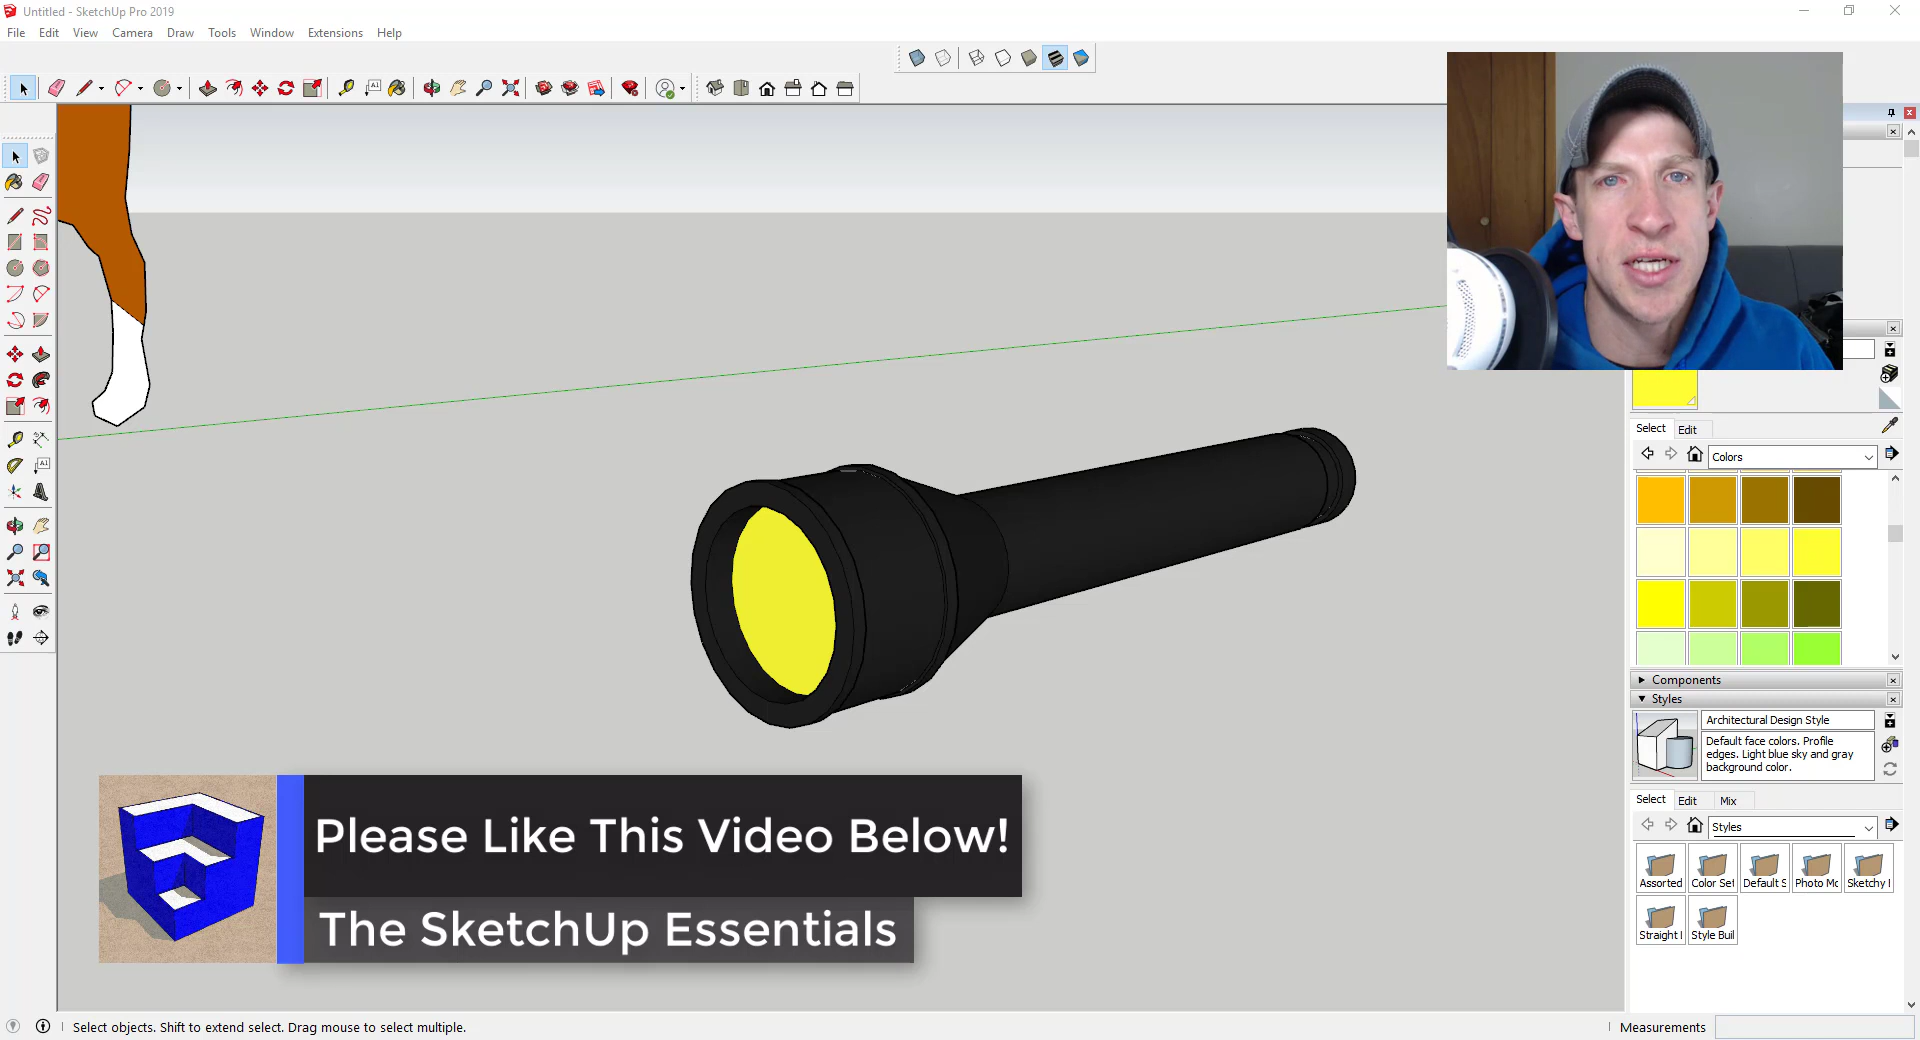 Untitled - SketchUp Pro 2019
File Edit View Camera Draw Tools Window Extensions Help
Select Edit
Colors
Components
Styles
Architectural Design Style
Default face colors. Profile
edges. Light blue sky and gray
background color.
Select Edit Mix
Styles
Assorted Color Set Default S Photo Mo Sketchy I
Straight l Style Buil
Please Like This Video Below!
The SketchUp Essentials
Select objects. Shift to extend select. Drag mouse to select multiple.
Measurements